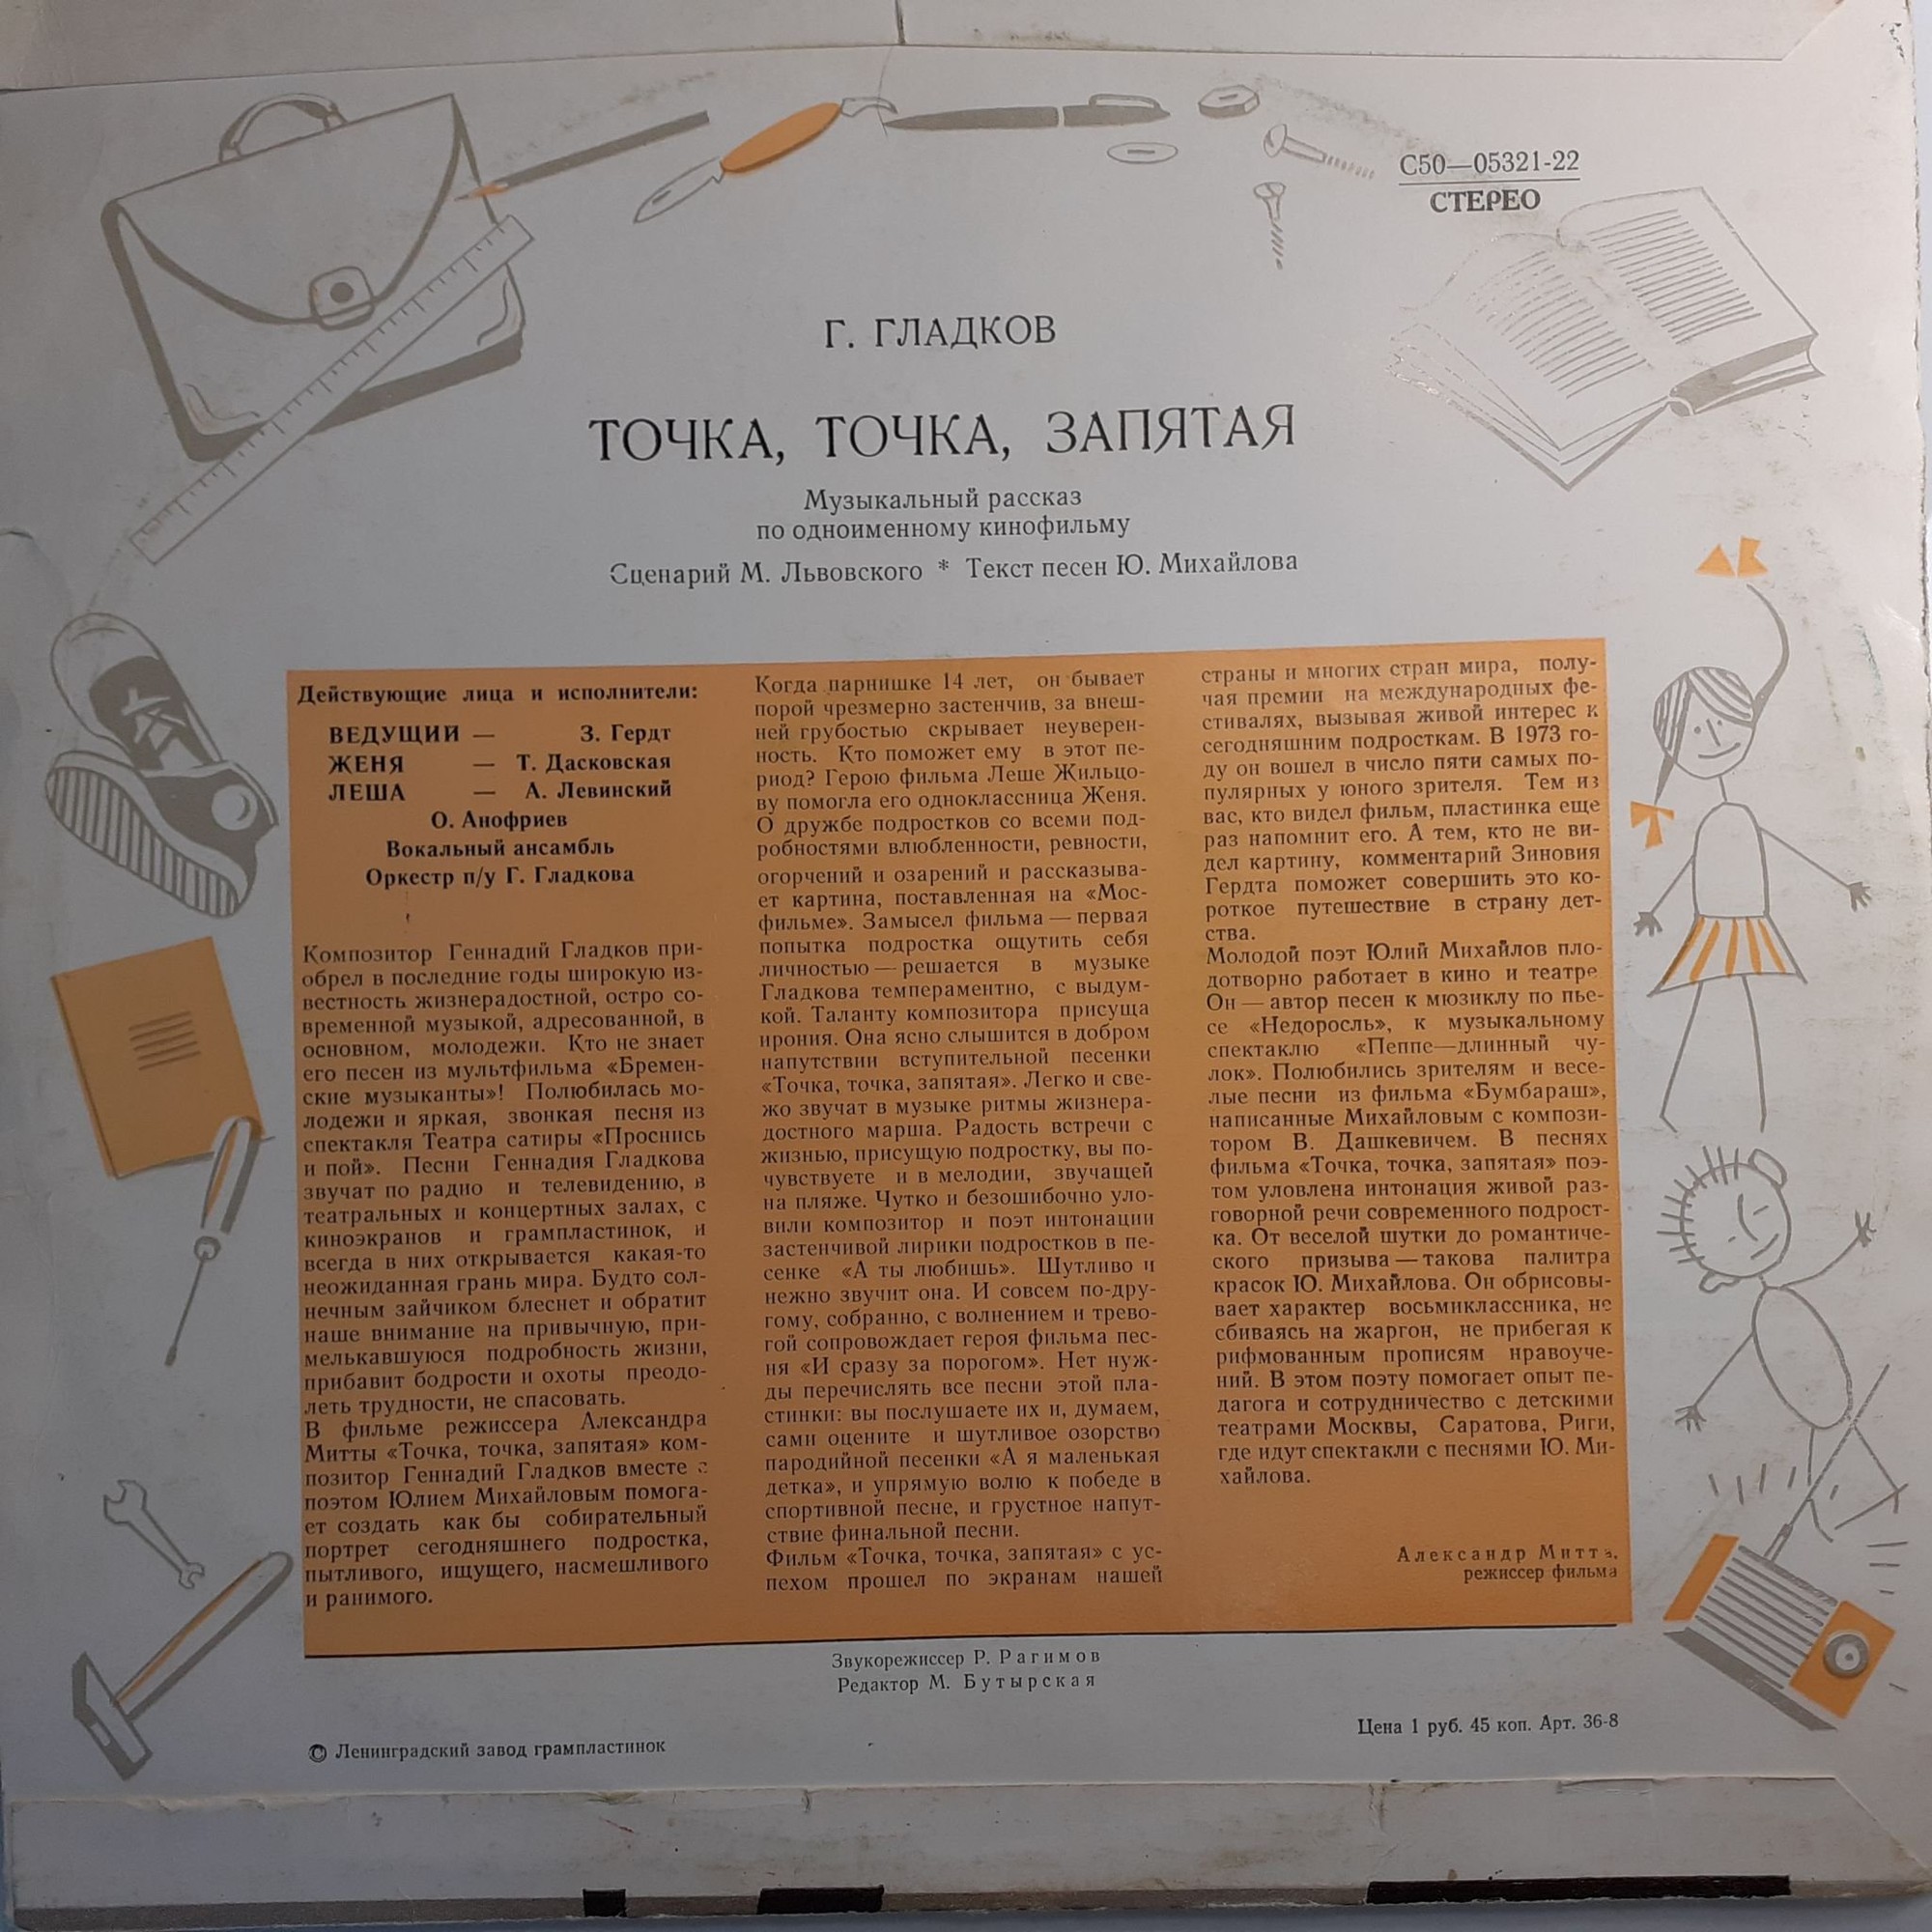 С50—05321-22
СТЕРЕО
Г. ГЛАДКОВ
ТОЧКА, ТОЧКА, ЗАПЯТАЯ
Музыкальный рассказ
по одноименному кинофильму
Сценарий М. Львовского * Текст песен Ю. Михайлова
Действующие лица и исполнители:
ВЕДУЩИЙ — З. Гердт
ЖЕНЯ — Т. Дасковская
ЛЕША — А. Левинский
О. Анофриев
Вокальный ансамбль
Оркестр п/у Г. Гладкова
Композитор Геннадий Гладков при-
обрел в последние годы широкую из-
вестность жизнерадостной, остро со-
временной музыкой, адресованной, в
основном, молодежи. Кто не знает
его песен из мультфильма «Бремен-
ские музыканты»! Полюбилась мо-
лодежи и яркая, звонкая песня из
спектакля Театра сатиры «Проснись
и пой». Песни Геннадия Гладкова
звучат по радио и телевидению, в
театральных и концертных залах, с
киноэкранов и грампластинок, и
всегда в них открывается какая-то
неожиданная грань мира. Будто сол-
нечным зайчиком блеснет и обратит
наше внимание на привычную, при-
мелькавшуюся подробность жизни,
прибавит бодрости и охоты преодо-
леть трудности, не спасовать.
В фильме режиссера Александра
Митты «Точка, точка, запятая» ком-
позитор Геннадий Гладков вместе с
поэтом Юлием Михайловым помога-
ет создать как бы собирательный
портрет сегодняшнего подростка,
пытливого, ищущего, насмешливого
и ранимого.
Когда парнишке 14 лет, он бывает
порой чрезмерно застенчив, за внеш-
ней грубостью скрывает неуверен-
ность. Кто поможет ему в этот пе-
риод? Герою фильма Леше Жильцо-
ву помогла его одноклассница Женя.
О дружбе подростков со всеми под-
робностями влюбленности, ревности,
огорчений и озарений и рассказыва-
ет картина, поставленная на «Мос-
фильме». Замысел фильма — первая
попытка подростка ощутить себя
личностью — решается в музыке
Гладкова темпераментно, с выдум-
кой. Таланту композитора присуща
ирония. Она ясно слышится в добром
напутствии вступительной песенки
«Точка, точка, запятая». Легко и све-
жо звучат в музыке ритмы жизнера-
достного марша. Радость встречи с
жизнью, присущую подростку, вы по-
чувствуете и в мелодии, звучащей
на пляже. Чутко и безошибочно уло-
вили композитор и поэт интонации
застенчивой лирики подростков в пе-
сенке «А ты любишь». Шутливо и
нежно звучит она. И совсем по-дру-
гому, собранно, с волнением и трево-
гой сопровождает героя фильма пес-
ня «И сразу за порогом». Нет нуж-
ды перечислять все песни этой пла-
стинки: вы послушаете их и, думаем,
сами оцените и шутливое озорство
пародийной песенки «А я маленькая
детка», и упрямую волю к победе в
спортивной песне, и грустное напут-
ствие финальной песни.
Фильм «Точка, точка, запятая» с ус-
пехом прошел по экранам нашей
страны и многих стран мира, полу-
чая премии на международных фе-
стивалях, вызывая живой интерес к
сегодняшним подросткам. В 1973 го-
ду он вошел в число пяти самых по-
пулярных у юного зрителя. Тем из
вас, кто видел фильм, пластинка еще
раз напомнит его. А тем, кто не ви-
дел картину, комментарий Зиновия
Гердта поможет совершить это ко-
роткое путешествие в страну дет-
ства.
Молодой поэт Юлий Михайлов пло-
дотворно работает в кино и театре
Он — автор песен к мюзиклу по пье-
се «Недоросль», к музыкальному
спектаклю «Пеппе—длинный чу-
лок». Полюбились зрителям и весе-
лые песни из фильма «Бумбараш»,
написанные Михайловым с компози-
тором В. Дашкевичем. В песнях
фильма «Точка, точка, запятая» поэ-
том уловлена интонация живой раз-
говорной речи современного подрост-
ка. От веселой шутки до романтиче-
ского призыва — такова палитра
красок Ю. Михайлова. Он обрисовы-
вает характер восьмиклассника, не
сбиваясь на жаргон, не прибегая к
рифмованным прописям нравоуче-
ний. В этом поэту помогает опыт пе-
дагога и сотрудничество с детскими
театрами Москвы, Саратова, Риги,
где идут спектакли с песнями Ю. Ми-
хайлова.
Александр Митта,
режиссер фильма
Звукорежиссер Р. Рагимов
Редактор М. Бутырская
Цена 1 руб. 45 коп. Арт. 36-8
© Ленинградский завод грампластинок